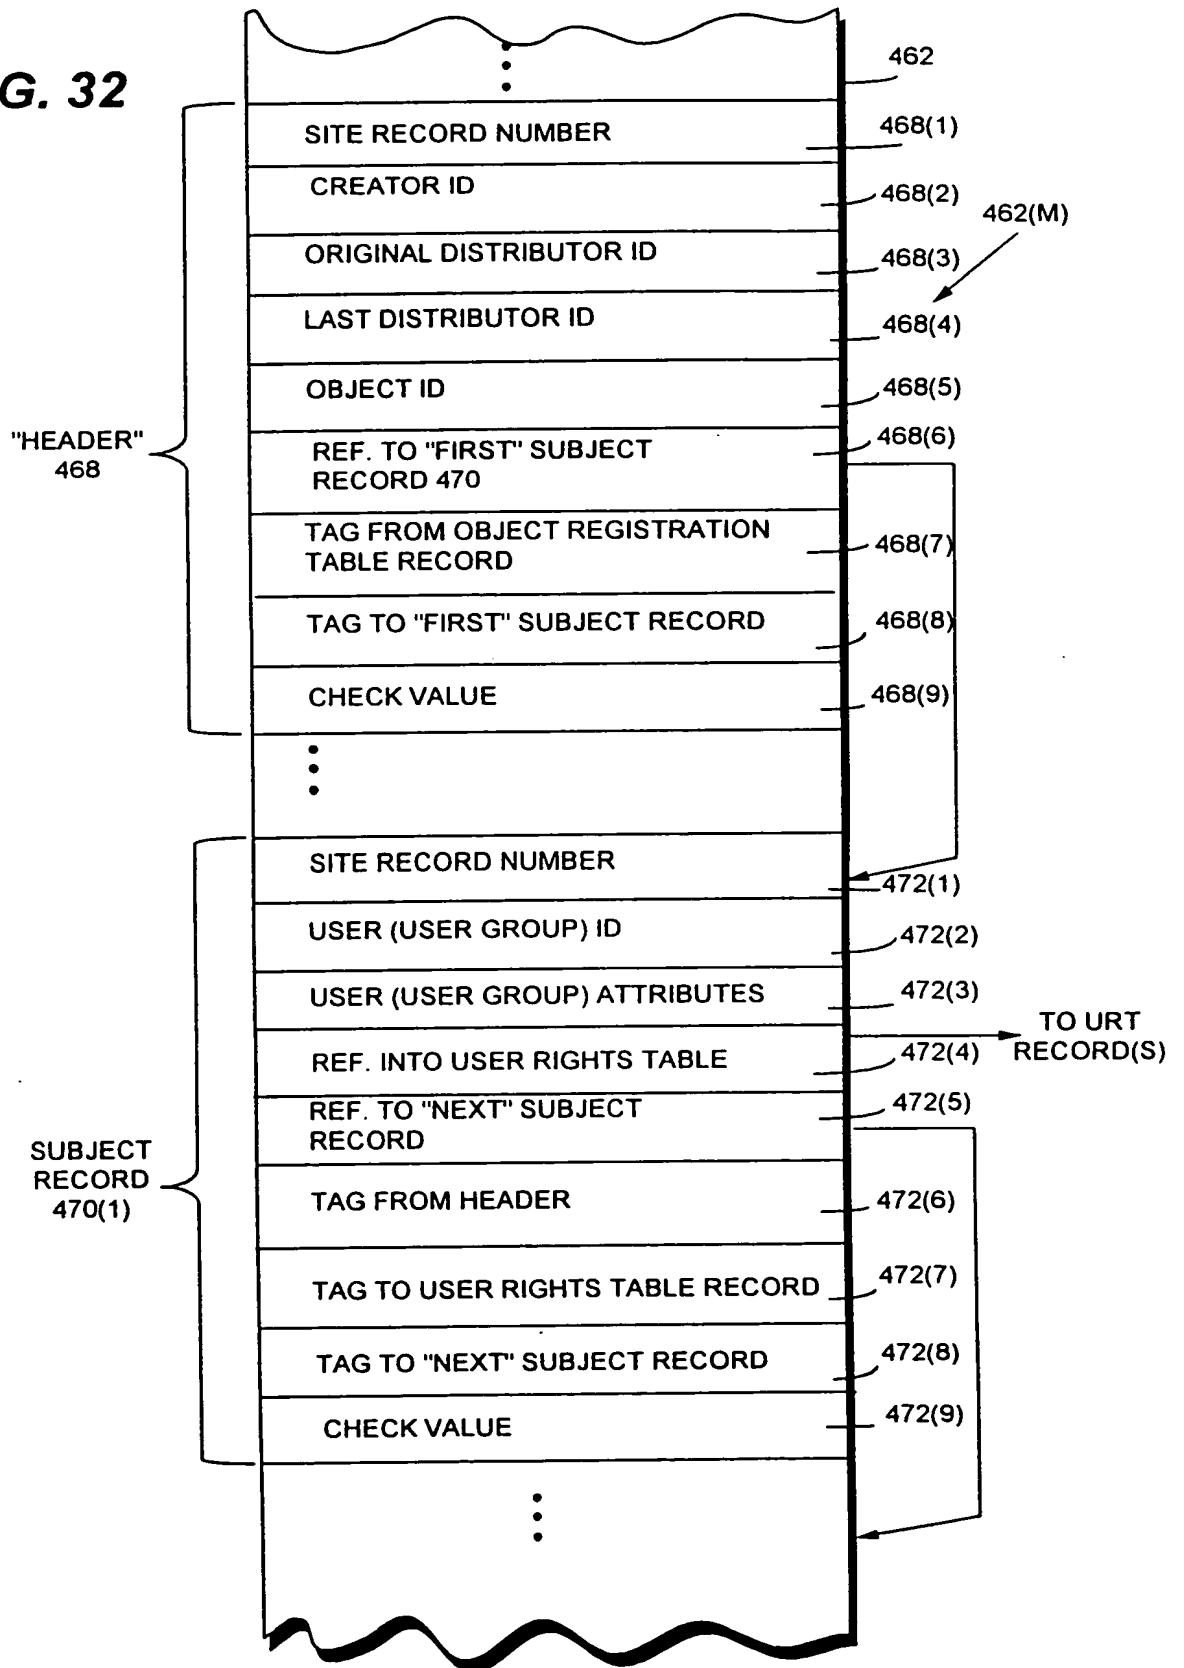 G. 32
462
SITE RECORD NUMBER
468(1)
CREATOR ID
468(2)
462(M)
ORIGINAL DISTRIBUTOR ID
468(3)
LAST DISTRIBUTOR ID
468(4)
OBJECT ID
468(5)
"HEADER"
468
REF. TO "FIRST" SUBJECT
RECORD 470
468(6)
TAG FROM OBJECT REGISTRATION
TABLE RECORD
468(7)
TAG TO "FIRST" SUBJECT RECORD
468(8)
CHECK VALUE
468(9)
SITE RECORD NUMBER
472(1)
USER (USER GROUP) ID
472(2)
USER (USER GROUP) ATTRIBUTES
472(3)
TO URT
RECORD(S)
REF. INTO USER RIGHTS TABLE
472(4)
REF. TO "NEXT" SUBJECT
RECORD
472(5)
SUBJECT
RECORD
470(1)
TAG FROM HEADER
472(6)
TAG TO USER RIGHTS TABLE RECORD
472(7)
TAG TO "NEXT" SUBJECT RECORD
472(8)
CHECK VALUE
472(9)